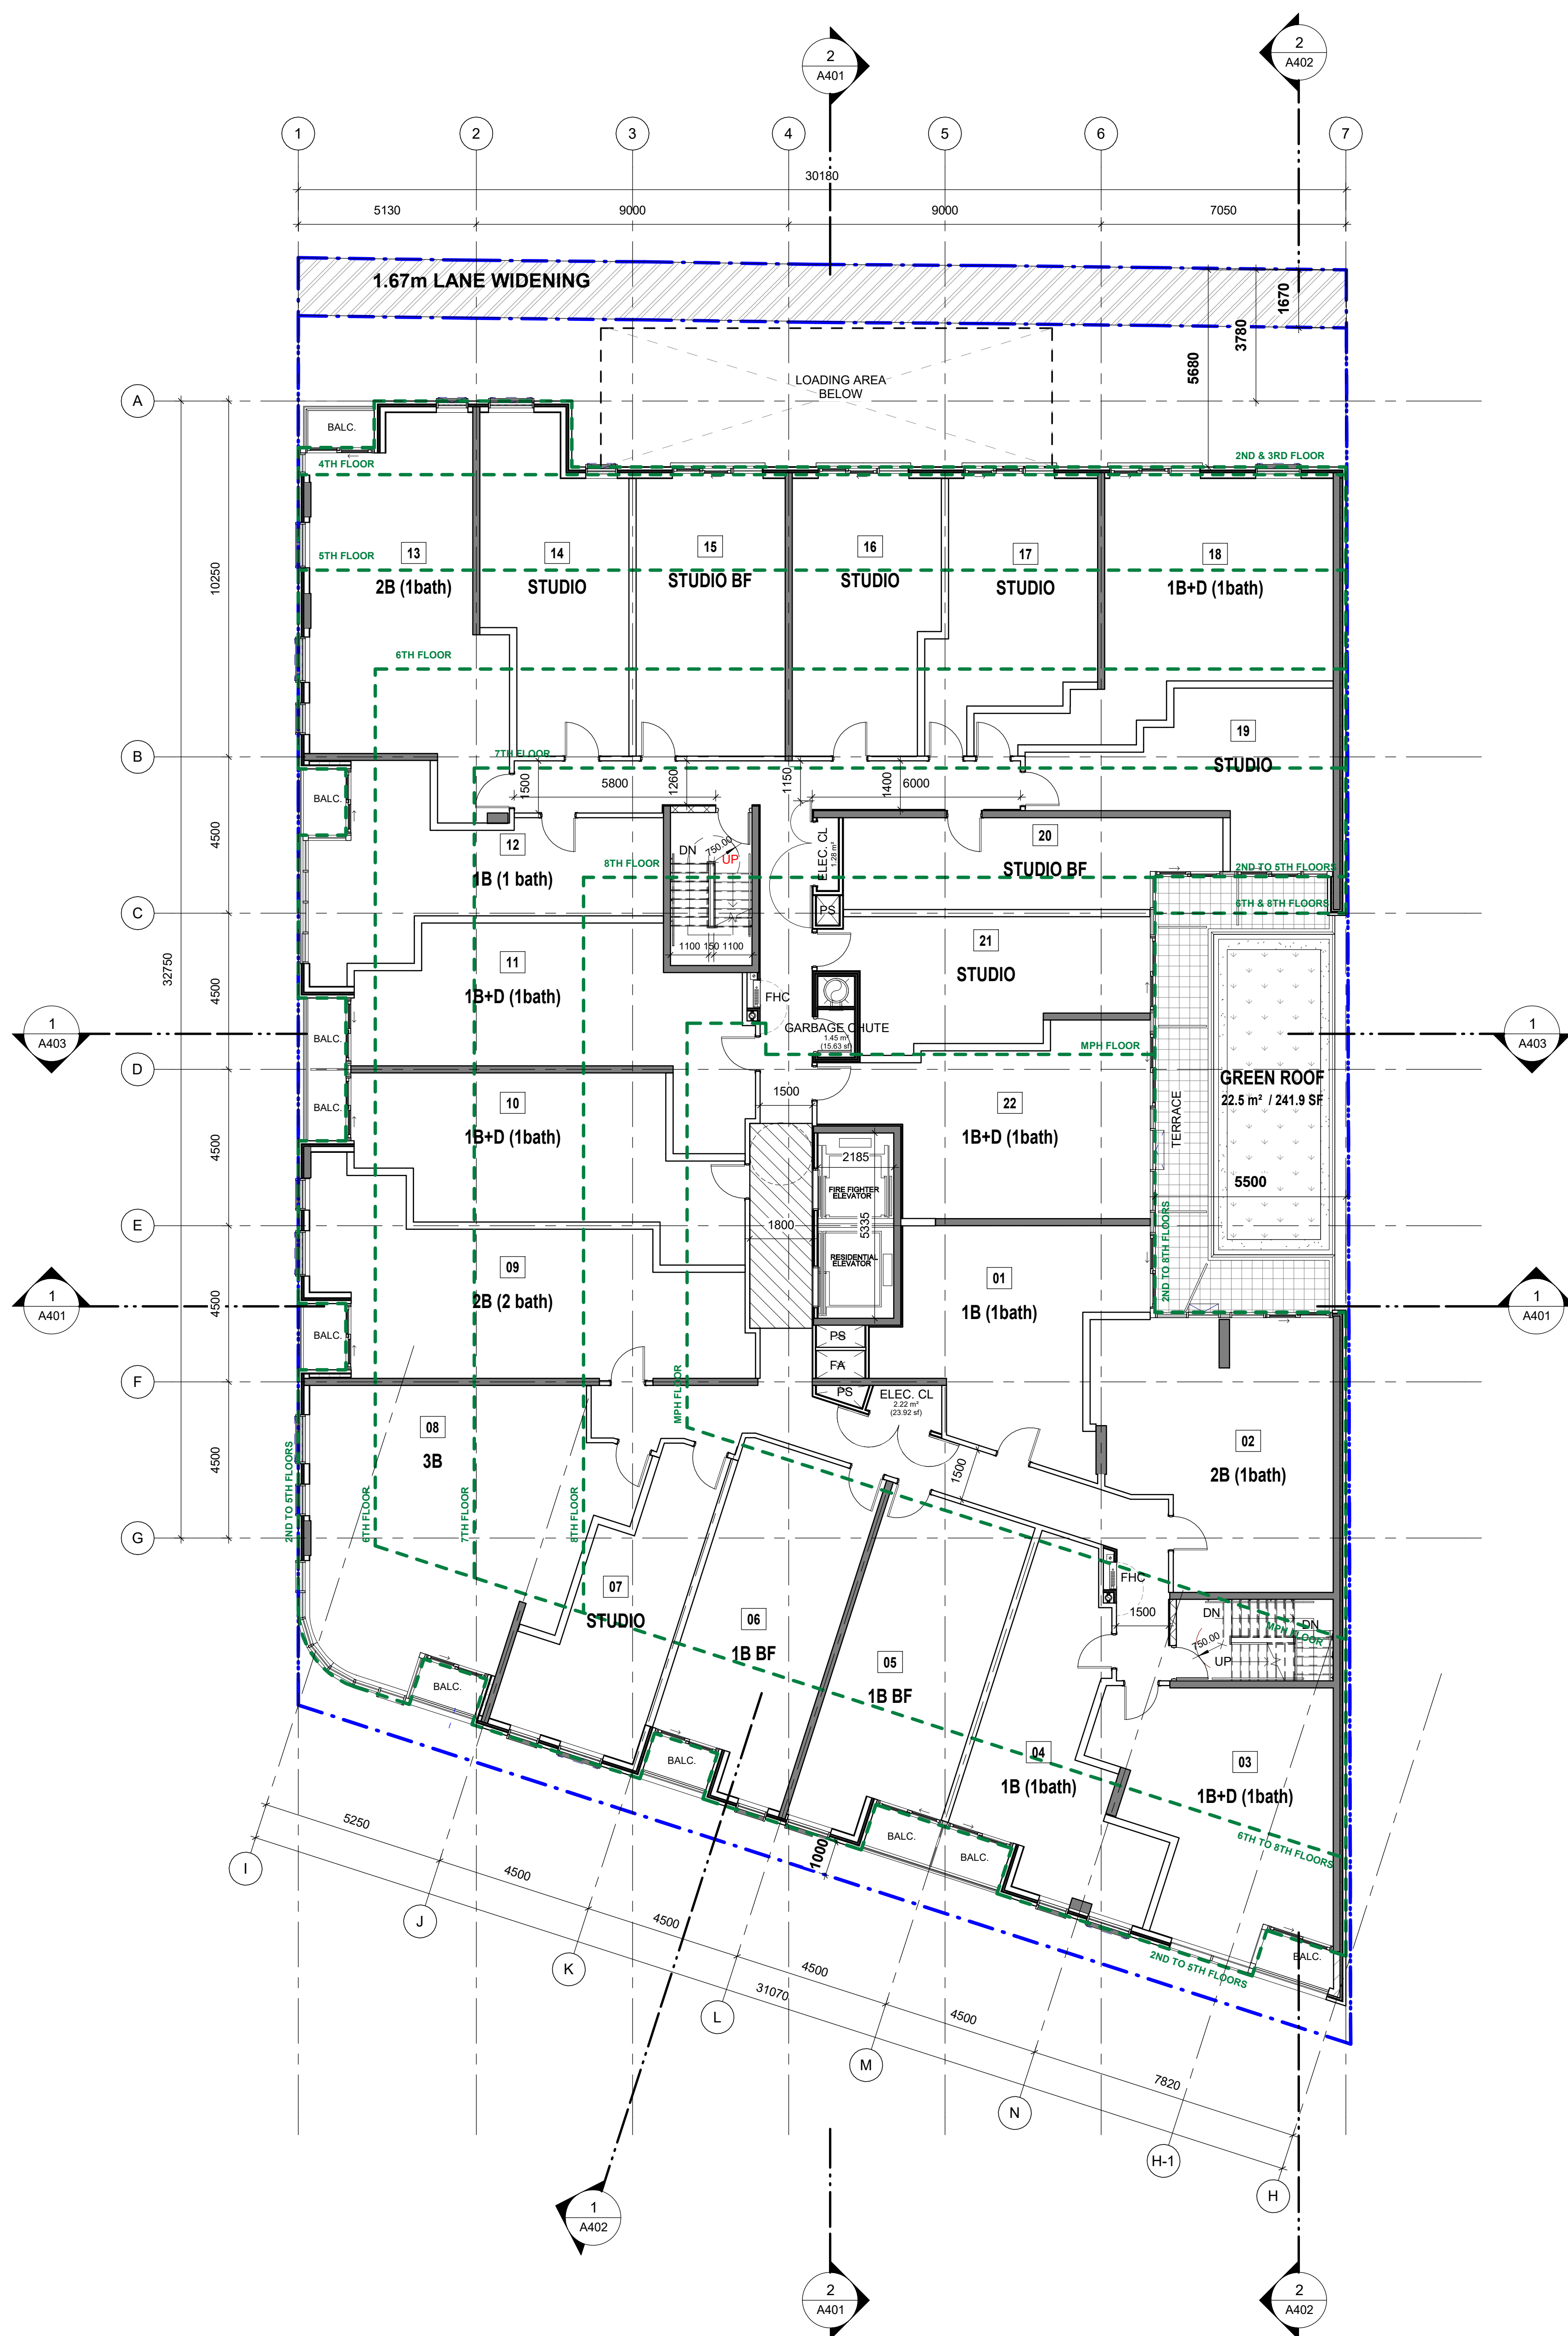 2
A401
2
A402
1
2
3
4
5
6
7
30180
5130
9000
9000
7050
1.67m LANE WIDENING
1670
3780
5680
LOADING AREA
BELOW
A
BALC.
4TH FLOOR
2ND & 3RD FLOOR
5TH FLOOR
13
2B (1bath)
14
STUDIO
15
STUDIO BF
16
STUDIO
17
STUDIO
18
1B+D (1bath)
10250
6TH FLOOR
B
7TH FLOOR
19
STUDIO
1500
5800
1260
1150
1400
6000
BALC.
4500
12
1B (1 bath)
8TH FLOOR
DN
750.00
UP
ELEC. CL
1.28 m²
20
STUDIO BF
2ND TO 5TH FLOORS
6TH & 8TH FLOORS
C
PS
1100
150
1100
32750
4500
11
1B+D (1bath)
FHC
21
STUDIO
1
A403
BALC.
GARBAGE CHUTE
1.45 m²
(15.63 sf)
MPH FLOOR
1
A403
D
BALC.
10
1B+D (1bath)
1500
22
1B+D (1bath)
TERRACE
GREEN ROOF
22.5 m² / 241.9 SF
4500
2185
FIRE FIGHTER
ELEVATOR
5335
5500
E
1800
RESIDENTIAL
ELEVATOR
2ND TO 8TH FLOORS
4500
09
2B (2 bath)
01
1B (1bath)
1
A401
BALC.
1
A401
PS
FA
PS
F
MPH FLOOR
ELEC. CL
2.22 m²
(23.92 sf)
4500
08
3B
02
2B (1bath)
1500
2ND TO 5TH FLOORS
6TH FLOOR
7TH FLOOR
8TH FLOOR
G
07
STUDIO
06
1B BF
05
1B BF
FHC
1500
DN
DN
MPH FLOOR
750.00
UP
BALC.
BALC.
04
1B (1bath)
03
1B+D (1bath)
BALC.
BALC.
6TH TO 8TH FLOORS
1000
2ND TO 5TH FLOORS
BALC.
5250
4500
4500
4500
4500
7820
31070
I
J
K
L
M
N
H-1
H
1
A402
2
A401
2
A402